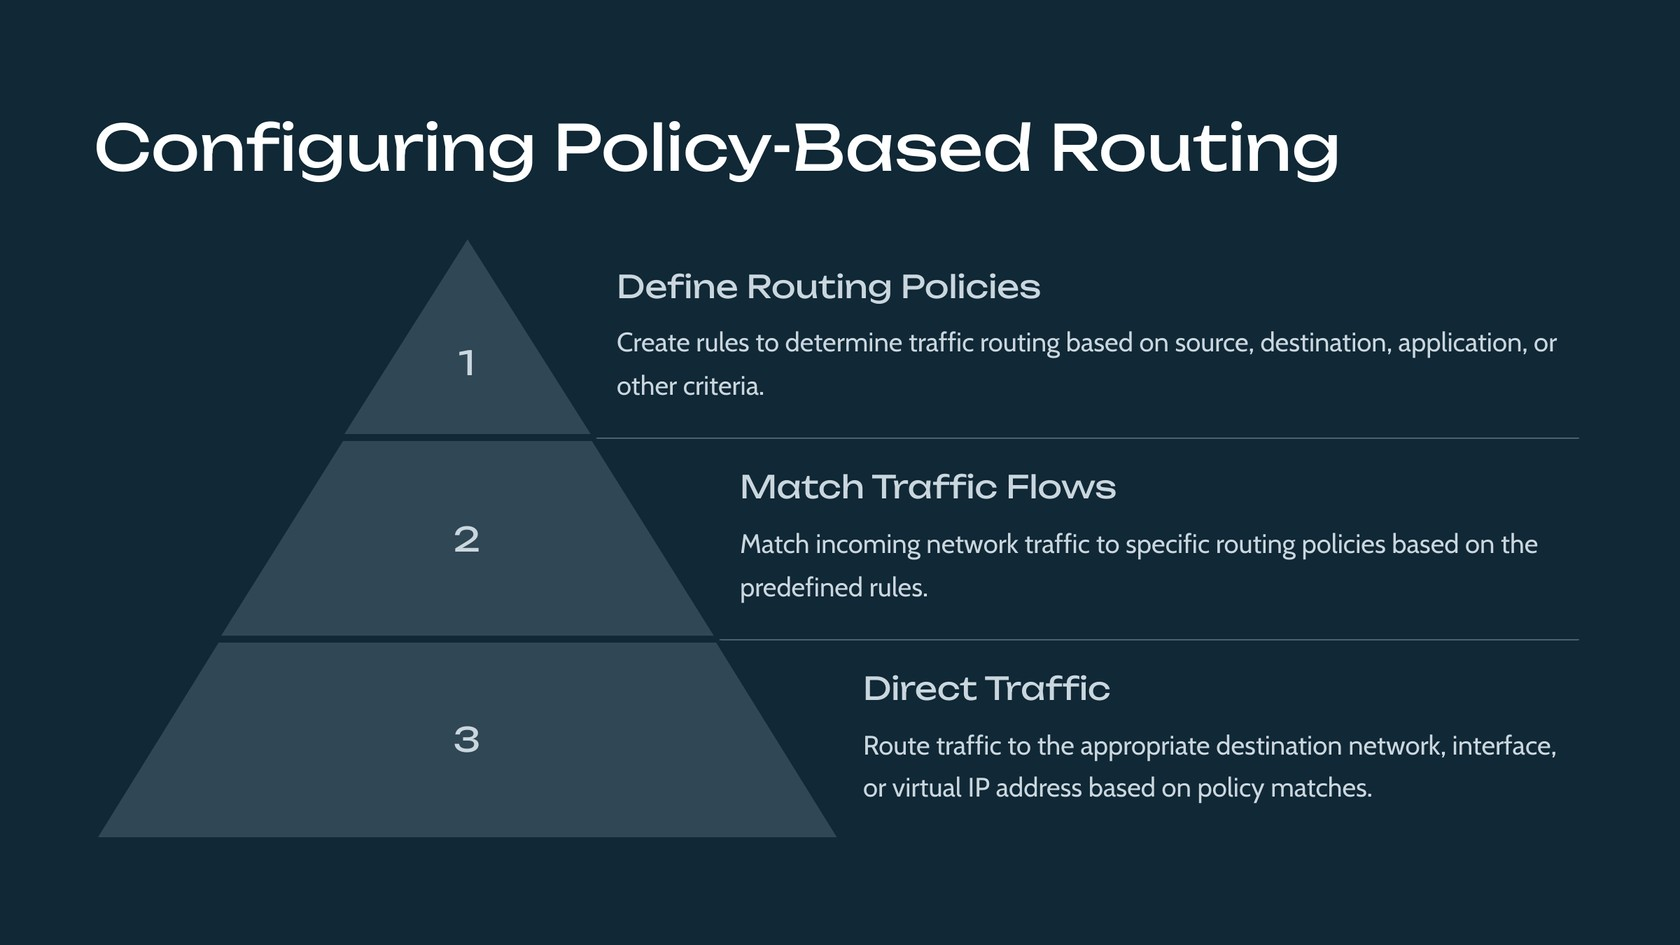 Configuring Policy-Based Routing
1
Define Routing Policies
Create rules to determine traffic routing based on source, destination, application, or
other criteria.
2
Match Traffic Flows
Match incoming network traffic to specific routing policies based on the
predefined rules.
3
Direct Traffic
Route traffic to the appropriate destination network, interface,
or virtual IP address based on policy matches.